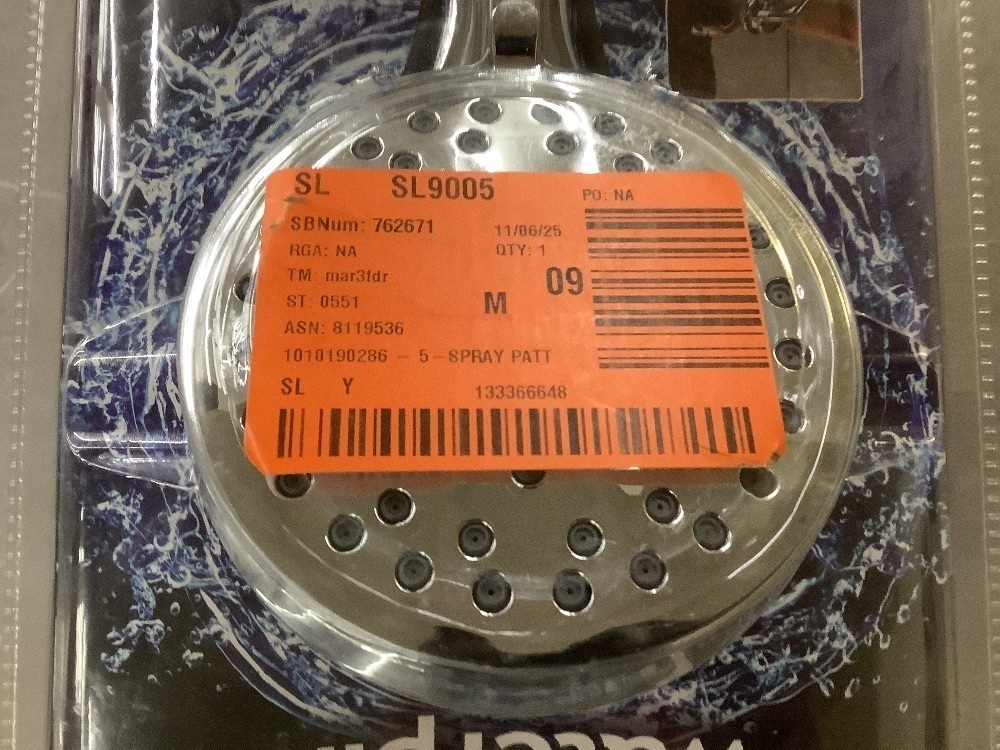 SL SL9005 PO: NA
SBNum: 762671 11/06/25
RGA: NA QTY: 1
TM: mar3fdr 09
ST: 0551 M
ASN: 8119536
1010190286 - 5-SPRAY PATT
SL Y 133366648